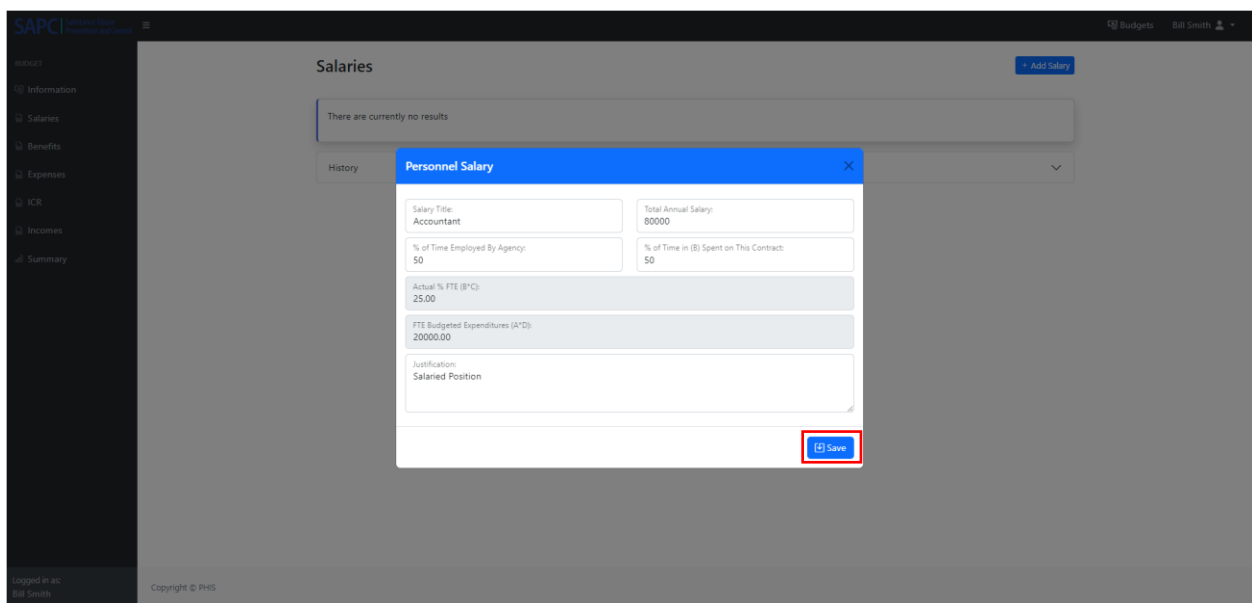 SAPC
Budgets
Bill Smith
BUDGET
Information
Salaries
Benefits
Expenses
ICR
Incomes
Summary
Salaries
+ Add Salary
There are currently no results
History
Personnel Salary
Salary Title:
Accountant
Total Annual Salary:
80000
% of Time Employed By Agency:
50
% of Time in (B) Spent on This Contract:
50
Actual % FTE (B*C):
25.00
FTE Budgeted Expenditures (A*D):
20000.00
Justification:
Salaried Position
Save
Logged in as:
Bill Smith
Copyright © PHIS